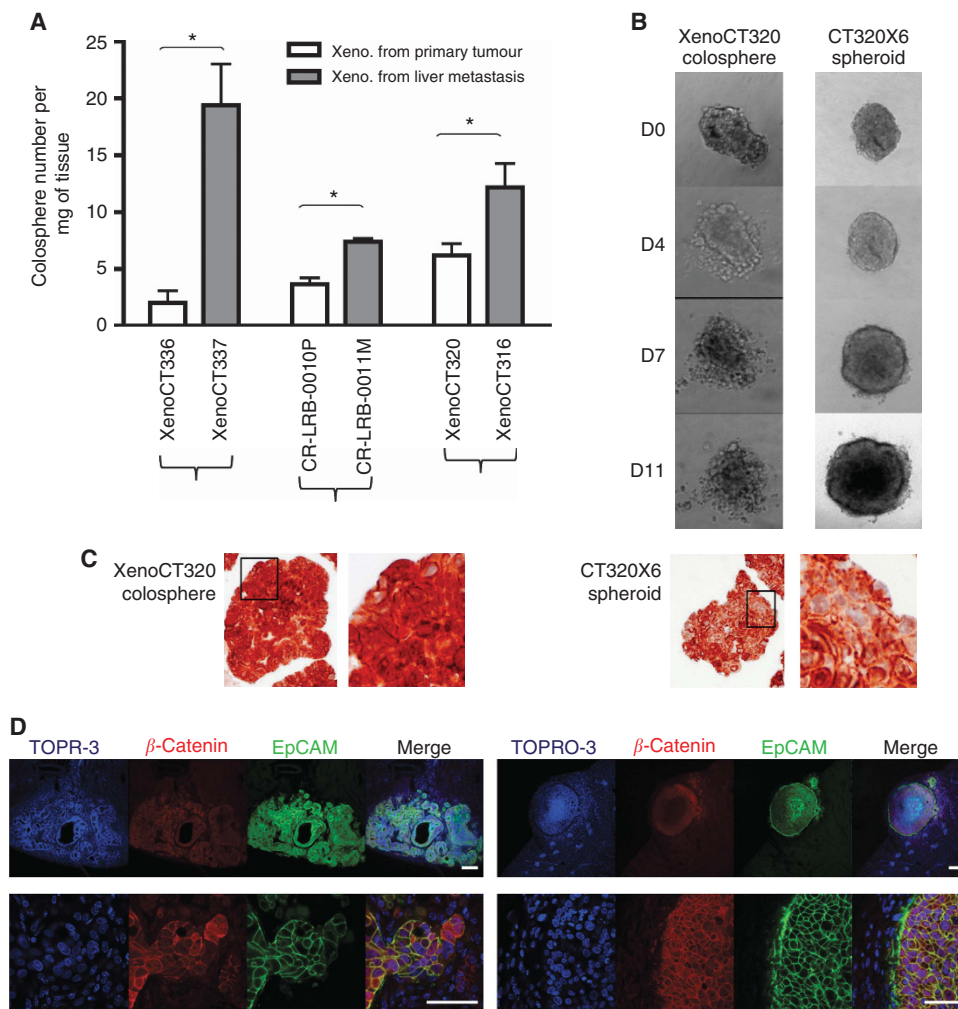 A
25
20
15
10
5
0
Colosphere number per
mg of tissue
*
*
*
Xeno. from primary tumour
Xeno. from liver metastasis
XenoCT336
XenoCT337
CR-LRB-0010P
CR-LRB-0011M
XenoCT320
XenoCT316
B
XenoCT320
colosphere
CT320X6
spheroid
D0
D4
D7
D11
C
XenoCT320
colosphere
CT320X6
spheroid
D
TOPR-3
β-Catenin
EpCAM
Merge
TOPRO-3
β-Catenin
EpCAM
Merge